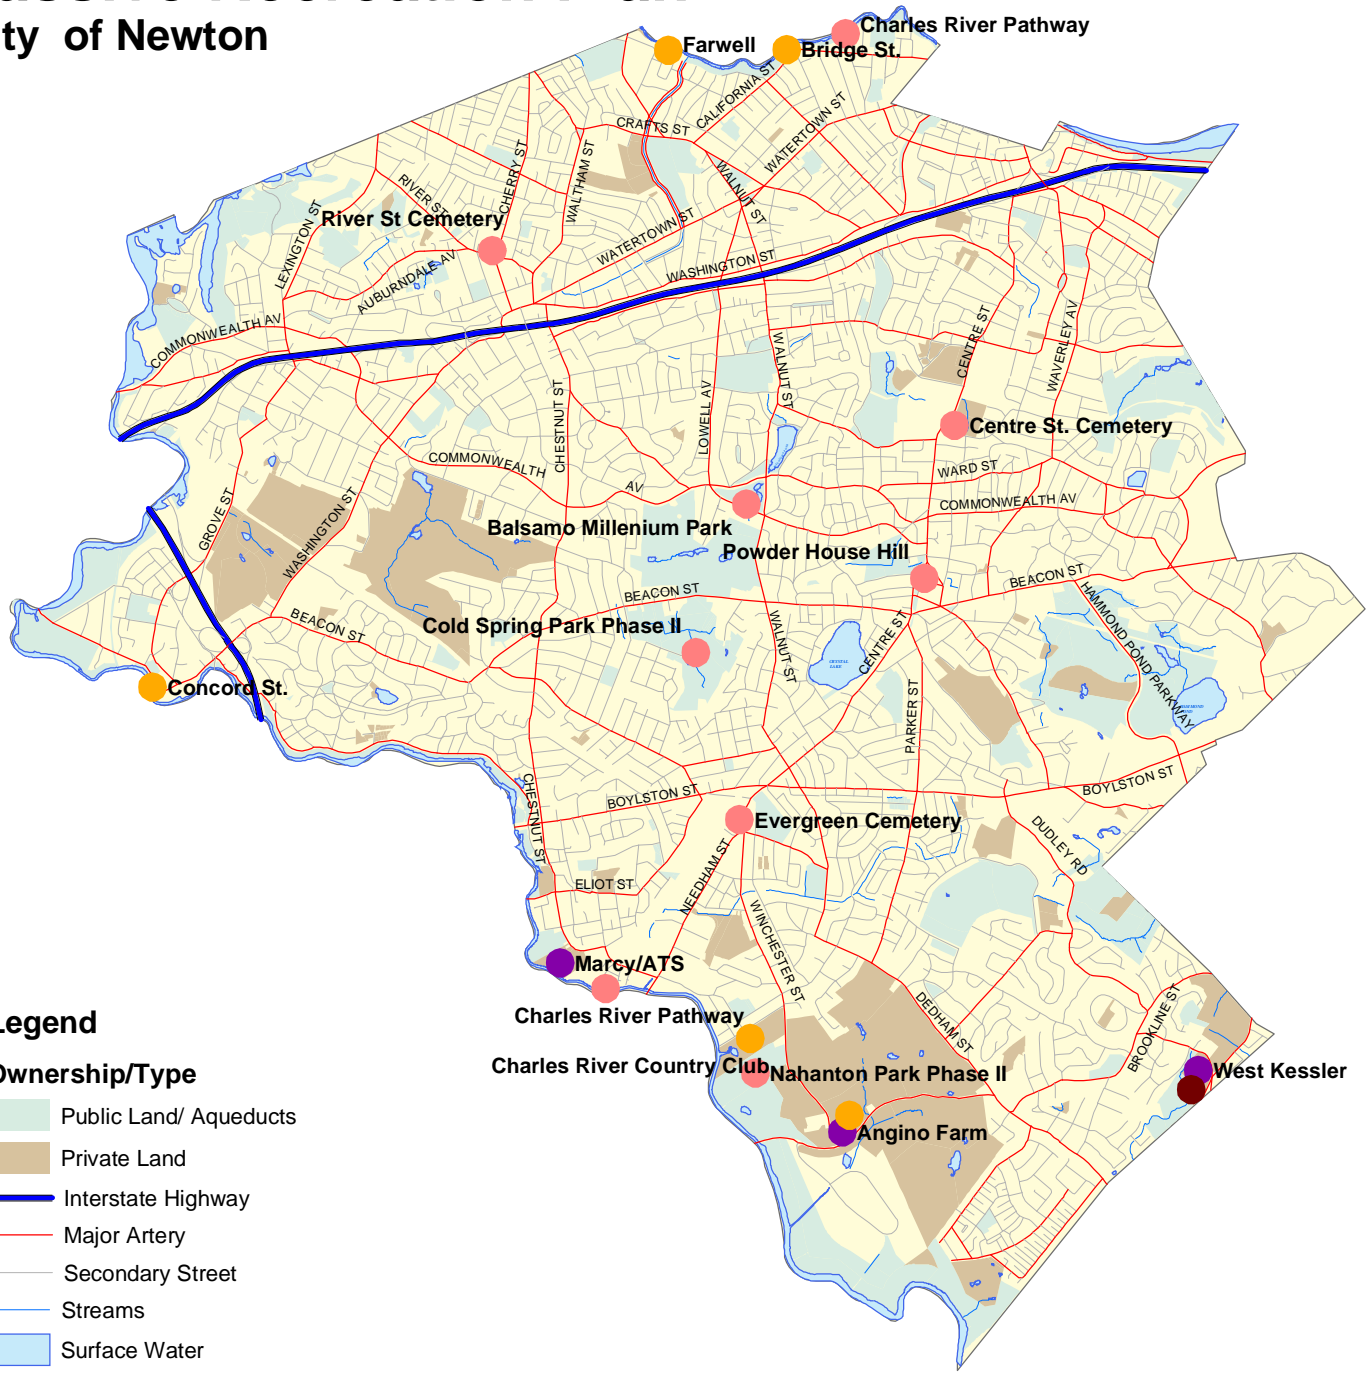 ty of Newton
Farwell
Bridge St.
Charles River Pathway
CALIFORNIA ST
CRAFTS ST
WATERTOWN ST
CHERRY ST
WALTHAM ST
WALNUT ST
RIVER ST
River St Cemetery
LEXINGTON ST
AUBURNDALE AV
WATERTOWN ST
WASHINGTON ST
COMMONWEALTH AV
CENTRE ST
WAVERLEY AV
WALNUT ST
LOWELL AV
CHESTNUT ST
Centre St. Cemetery
COMMONWEALTH
AV
WARD ST
COMMONWEALTH AV
GROVE ST
WASHINGTON ST
Balsamo Millenium Park
Powder House Hill
BEACON ST
BEACON ST
HAMMOND POND PARKWAY
BEACON ST
Cold Spring Park Phase II
WALNUT ST
CENTRE ST
CRYSTAL
LAKE
Concord St.
PARKER ST
CHESTNUT ST
BOYLSTON ST
BOYLSTON ST
Evergreen Cemetery
DUDLEY RD
NEEDHAM ST
ELIOT ST
WINCHESTER ST
Marcy/ATS
DEDHAM ST
BROOKLINE ST
Charles River Pathway
Charles River Country Club
Nahanton Park Phase II
West Kessler
Angino Farm
Legend
Ownership/Type
Public Land/ Aqueducts
Private Land
Interstate Highway
Major Artery
Secondary Street
Streams
Surface Water